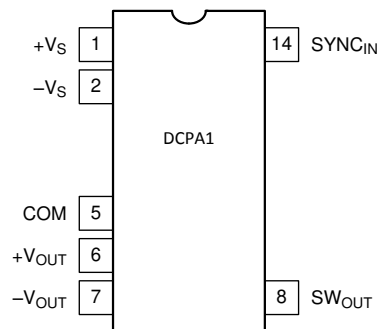 +VS 1 14 SYNCIN
–VS 2
DCPA1
COM 5
+VOUT 6
–VOUT 7 8 SWOUT